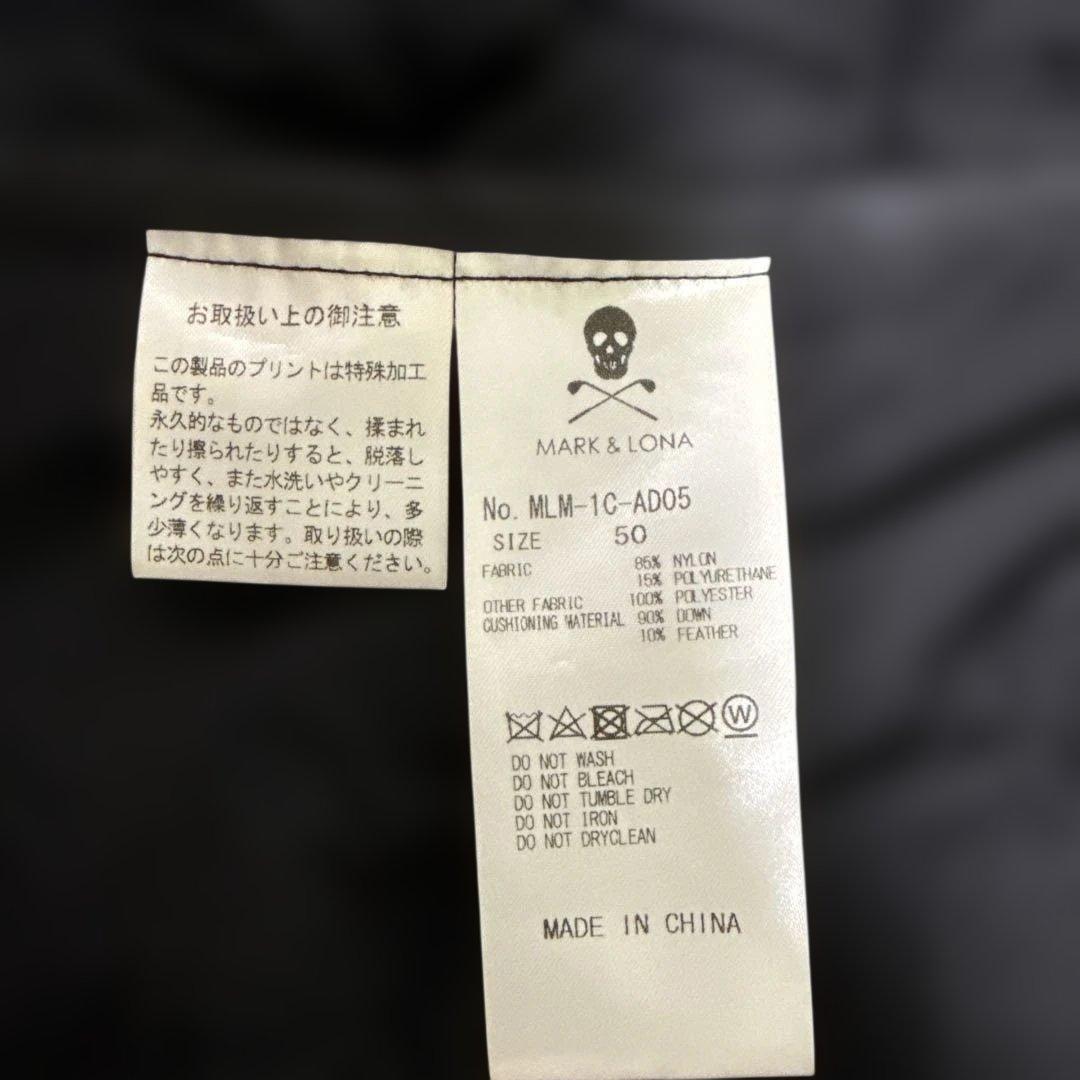 お取扱い上の御注意
この製品のプリントは特殊加工
品です。
永久的なものではなく、揉まれ
たり擦られたりすると、脱落し
やすく、また水洗いやクリーニ
ングを繰り返すことにより、多
少薄くなります。取り扱いの際
は次の点に十分ご注意ください。
MARK & LONA
No. MLM-1C-AD05
SIZE 50
FABRIC 85% NYLON
15% POLYURETHANE
OTHER FABRIC 100% POLYESTER
CUSHIONING MATERIAL 90% DOWN
10% FEATHER
W
DO NOT WASH
DO NOT BLEACH
DO NOT TUMBLE DRY
DO NOT IRON
DO NOT DRYCLEAN
MADE IN CHINA